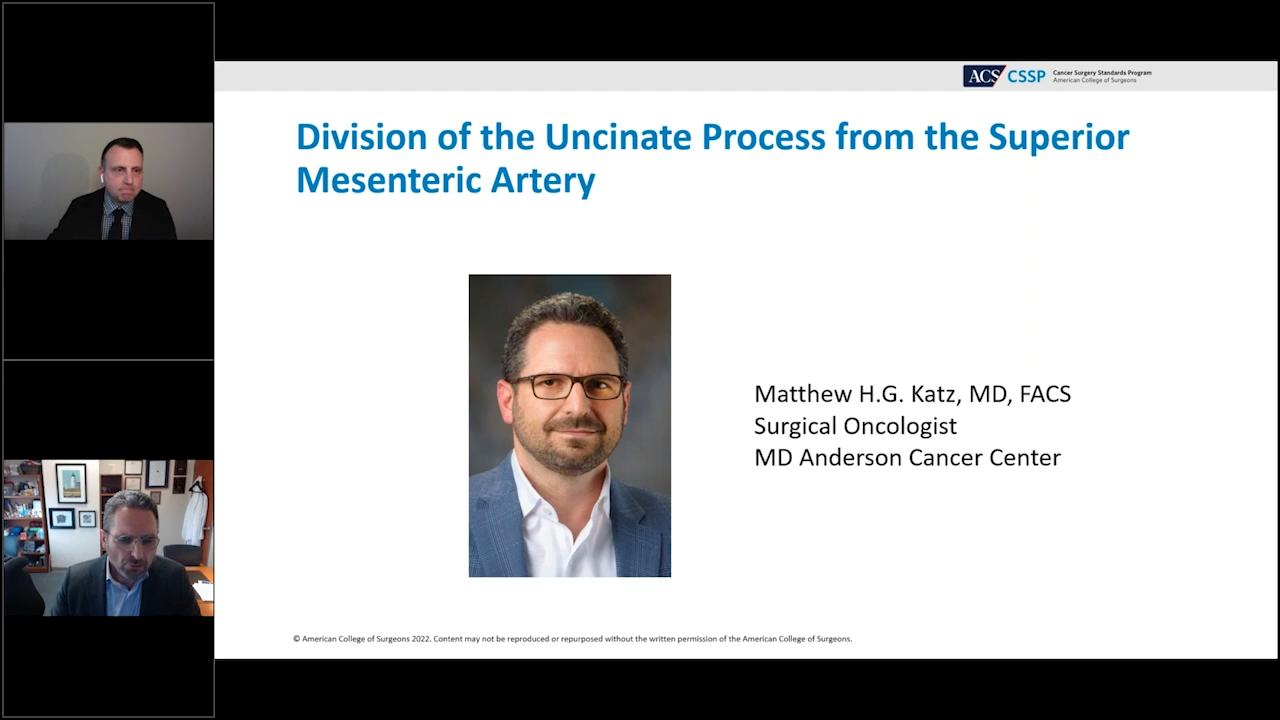 ACS CSSP Cancer Surgery Standards Program
American College of Surgeons
Division of the Uncinate Process from the Superior
Mesenteric Artery
Matthew H.G. Katz, MD, FACS
Surgical Oncologist
MD Anderson Cancer Center
© American College of Surgeons 2022. Content may not be reproduced or repurposed without the written permission of the American College of Surgeons.